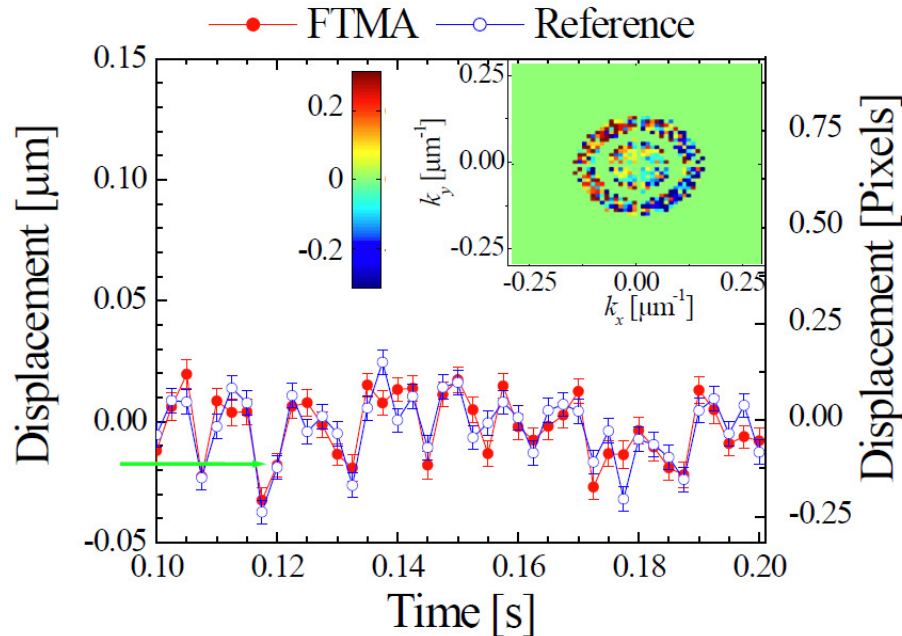 FTMA Reference
0.15
0.10
0.05
0.00
-0.05
Displacement [µm]
0.2
0
-0.2
0.25
0.00
-0.25
k_y [µm⁻¹]
-0.25 0.00 0.25
k_x [µm⁻¹]
0.75
0.50
0.25
0.00
-0.25
Displacement [Pixels]
0.10 0.12 0.14 0.16 0.18 0.20
Time [s]